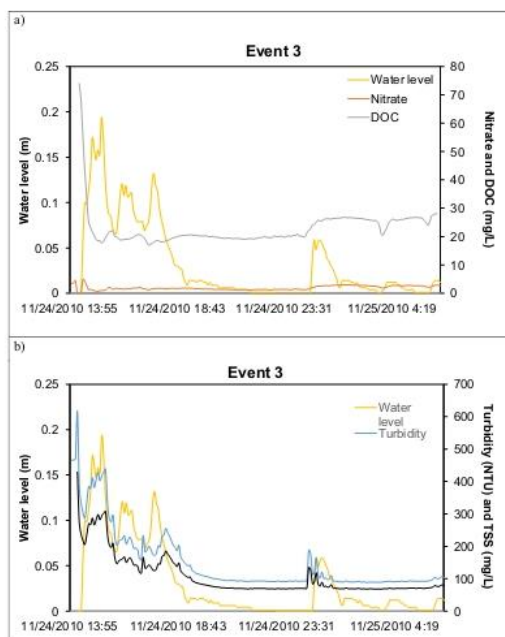 a)
Event 3
0.25
0.2
0.15
0.1
0.05
0
Water level (m)
80
70
60
50
40
30
20
10
0
Nitrate and DOC (mg/L)
Water level
Nitrate
DOC
11/24/2010 13:55 11/24/2010 18:43 11/24/2010 23:31 11/25/2010 4:19
b)
Event 3
0.25
0.2
0.15
0.1
0.05
0
Water level (m)
700
600
500
400
300
200
100
0
Turbidity (NTU) and TSS (mg/L)
Water
level
Turbidity
11/24/2010 13:55 11/24/2010 18:43 11/24/2010 23:31 11/25/2010 4:19